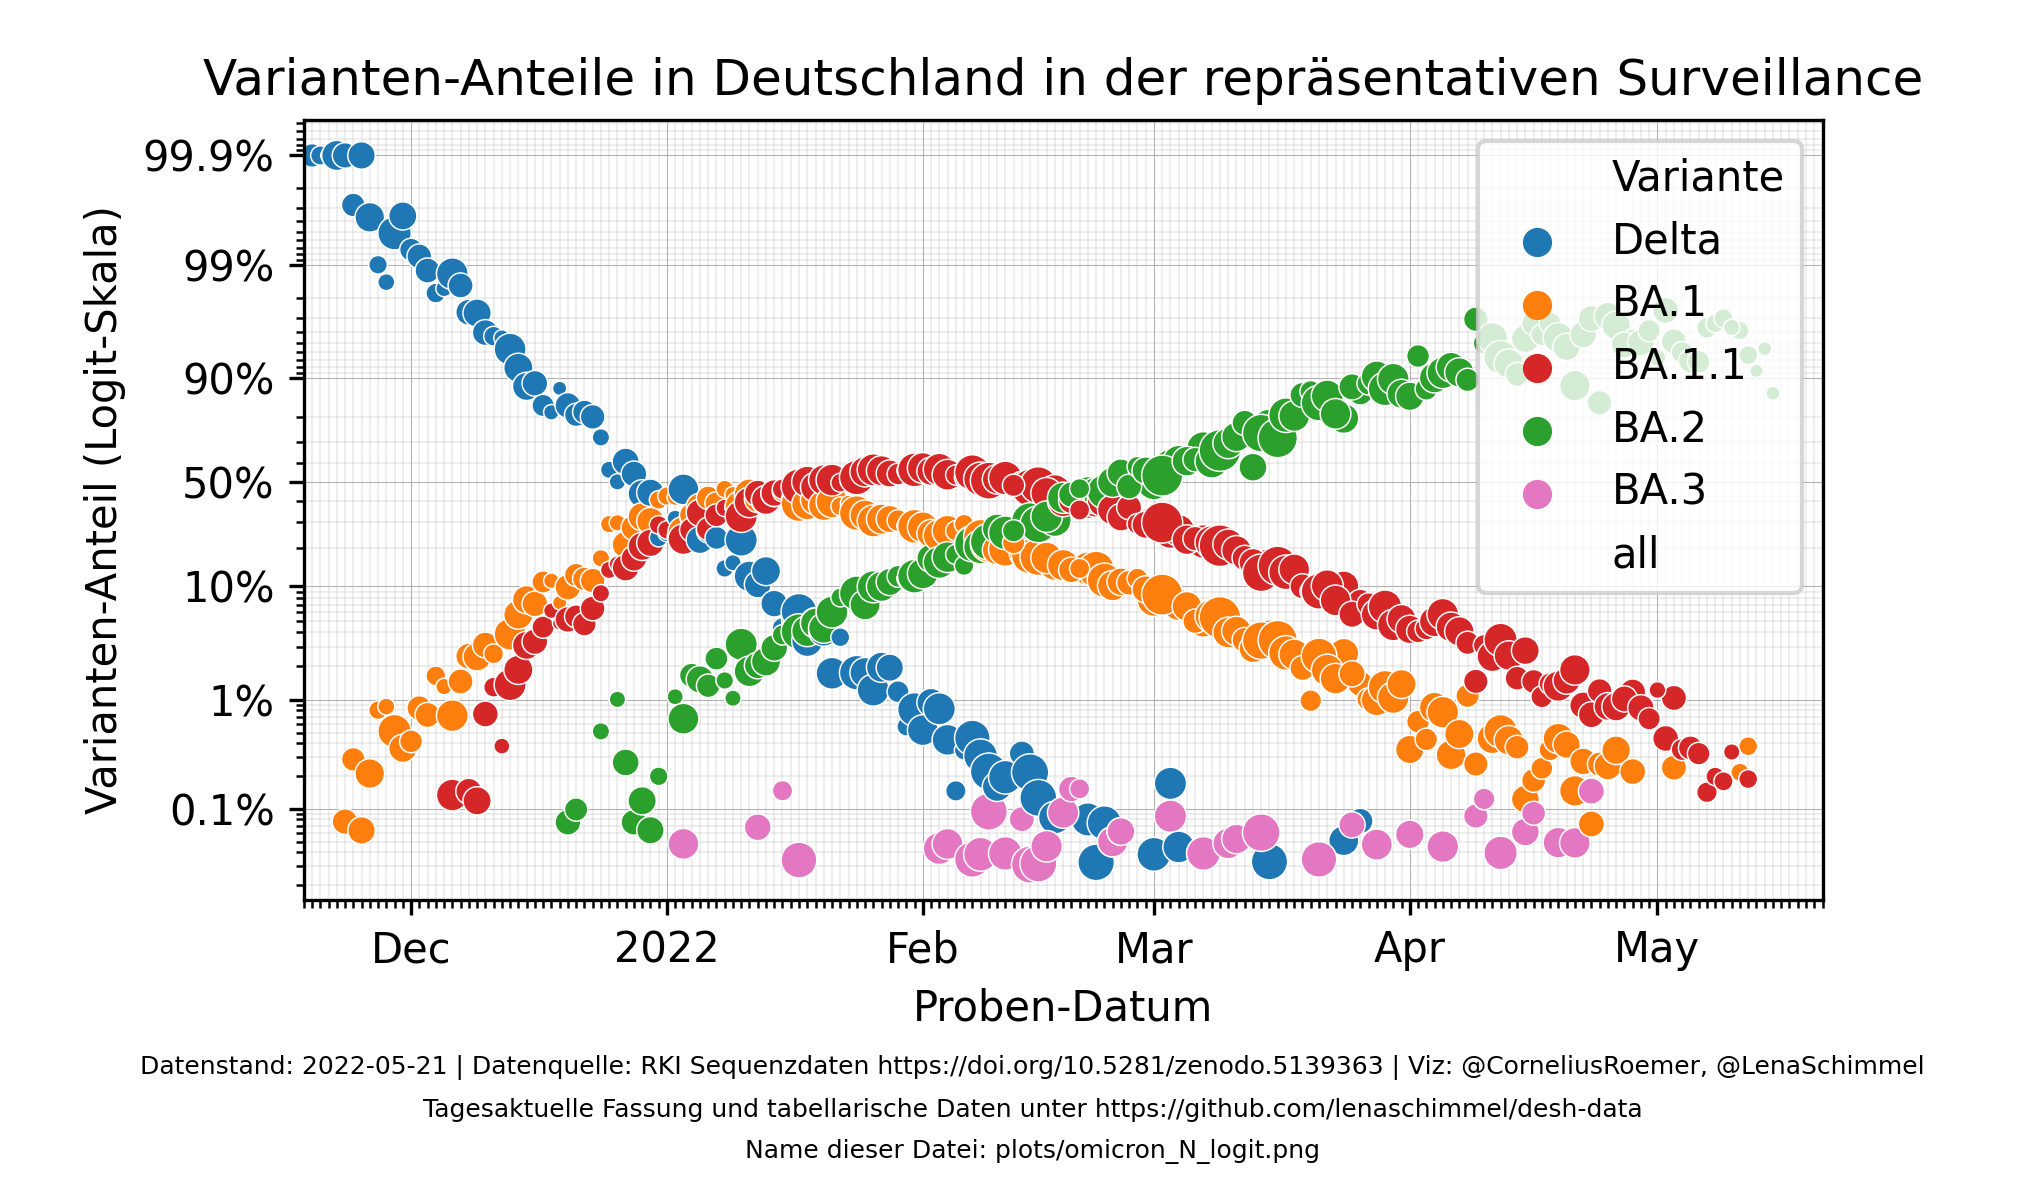 Varianten-Anteile in Deutschland in der repräsentativen Surveillance
Varianten-Anteil (Logit-Skala)
99.9%
99%
90%
50%
10%
1%
0.1%
Variante
Delta
BA.1
BA.1.1
BA.2
BA.3
all
Dec
2022
Feb
Mar
Apr
May
Proben-Datum
Datenstand: 2022-05-21 | Datenquelle: RKI Sequenzdaten https://doi.org/10.5281/zenodo.5139363 | Viz: @CorneliusRoemer, @LenaSchimmel
Tagesaktuelle Fassung und tabellarische Daten unter https://github.com/lenaschimmel/desh-data
Name dieser Datei: plots/omicron_N_logit.png